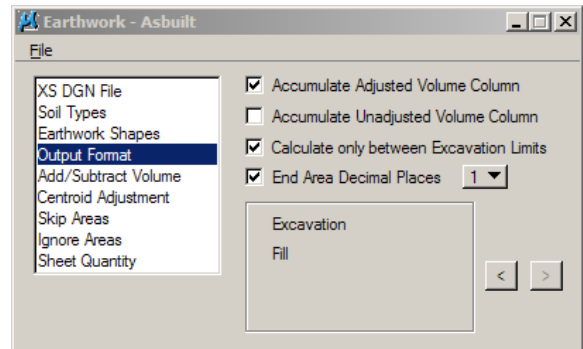 Earthwork - Asbuilt
File
XS DGN File
Soil Types
Earthwork Shapes
Output Format
Add/Subtract Volume
Centroid Adjustment
Skip Areas
Ignore Areas
Sheet Quantity
Accumulate Adjusted Volume Column
Accumulate Unadjusted Volume Column
Calculate only between Excavation Limits
End Area Decimal Places 1
Excavation
Fill
< >